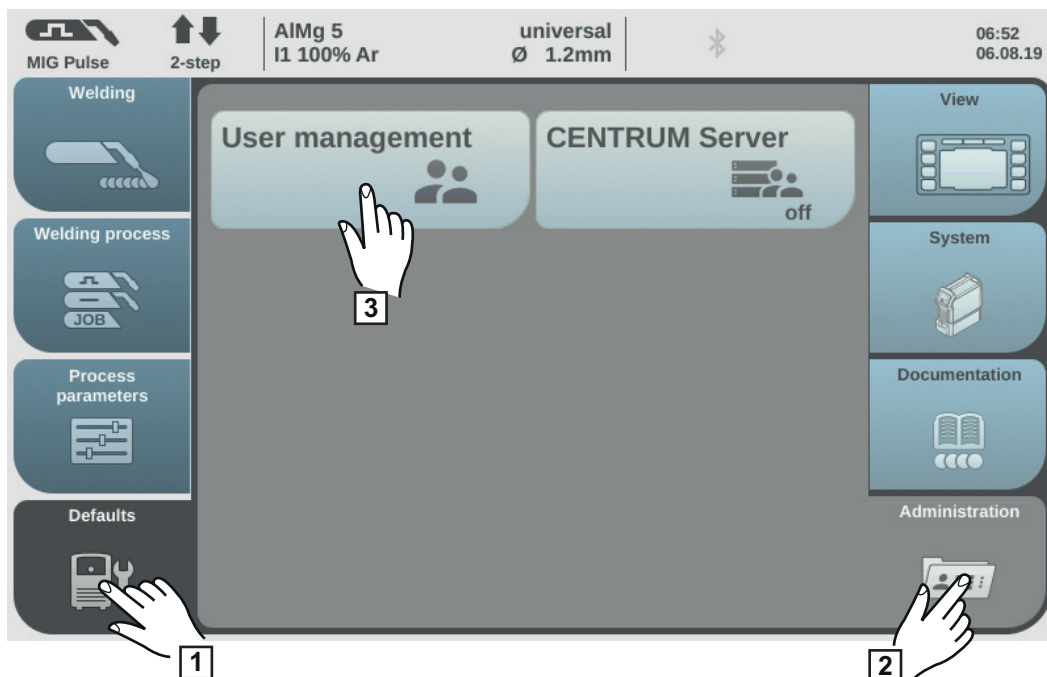 MIG Pulse
2-step
AlMg 5
I1 100% Ar
universal
Ø 1.2mm
06:52
06.08.19
Welding
Welding process
JOB
Process
parameters
Defaults
User management
CENTRUM Server
off
View
System
Documentation
Administration
3
1
2